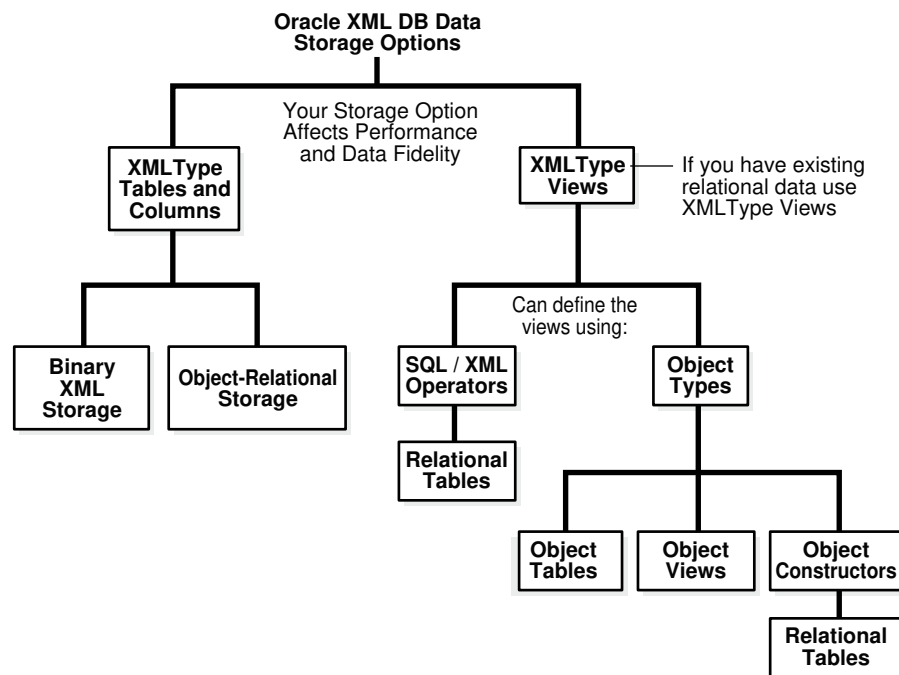 Oracle XML DB Data
Storage Options
Your Storage Option
Affects Performance
and Data Fidelity
XMLType
Tables and
Columns
XMLType
Views
If you have existing
relational data use
XMLType Views
Binary
XML
Storage
Object-Relational
Storage
Can define the
views using:
SQL / XML
Operators
Object
Types
Relational
Tables
Object
Tables
Object
Views
Object
Constructors
Relational
Tables